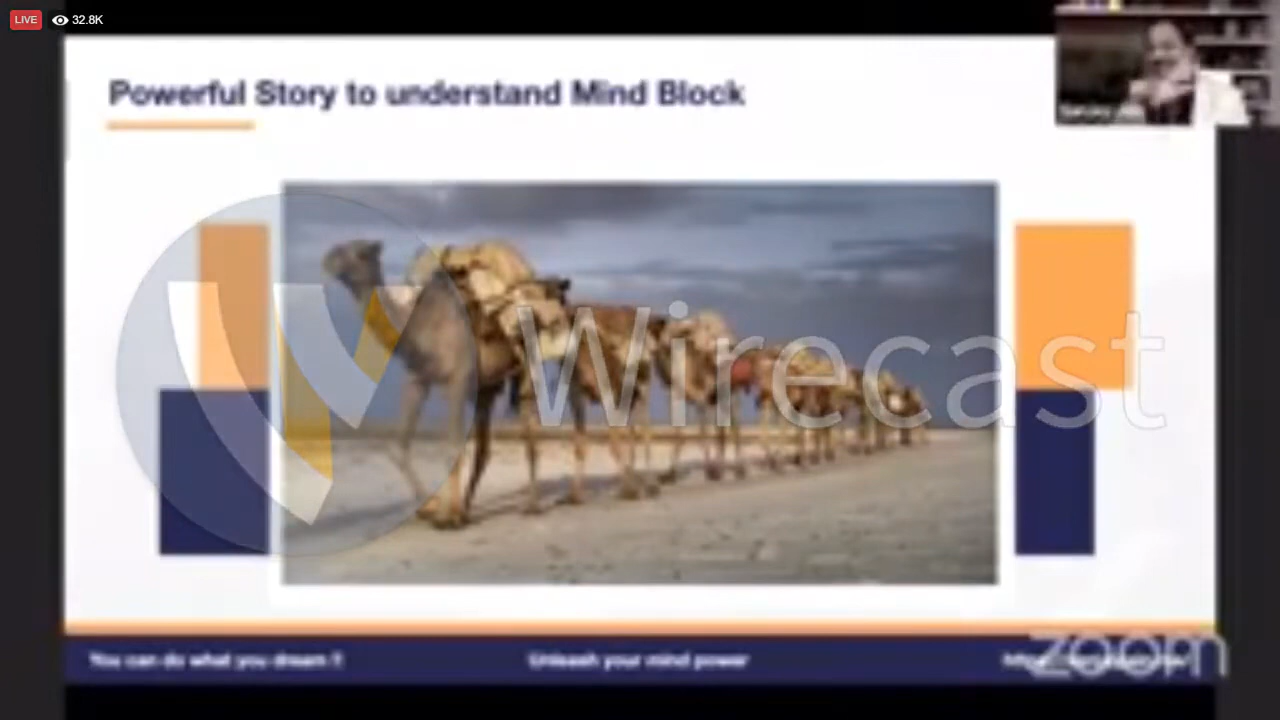 LIVE 32.8K
Powerful Story to understand Mind Block
Wirecast
You can do what you dream !!
Unleash your mind power
zoom